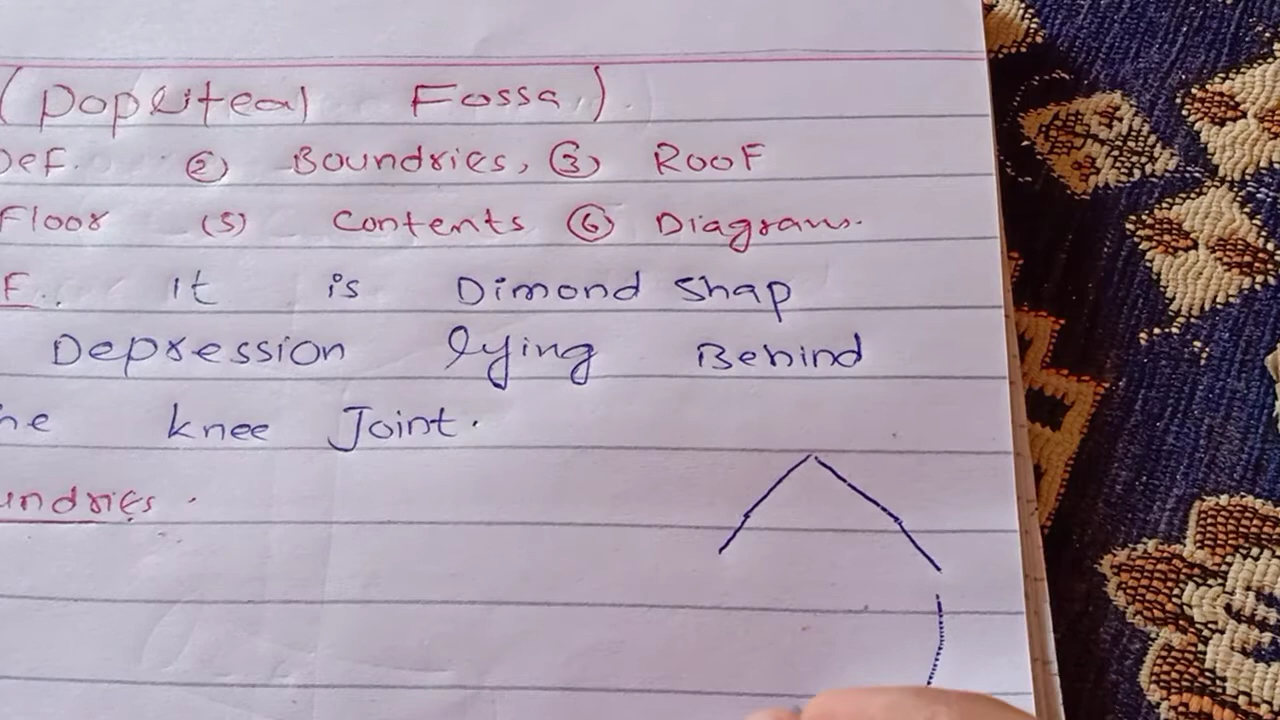 (Popliteal Fossa).
Def. ② Boundries, ③ Roof
Floor (5) Contents ⑥ Diagram.
F. It is Dimond shap
Depression lying Behind
he knee Joint.
undries.